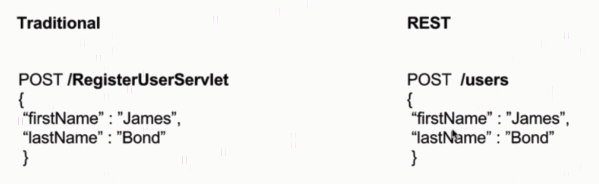 Traditional
POST /RegisterUserServlet
{
“firstName” : ”James”,
“lastName” : ”Bond”
}
REST
POST /users
{
“firstName” : ”James”,
“lastName” : ”Bond”
}